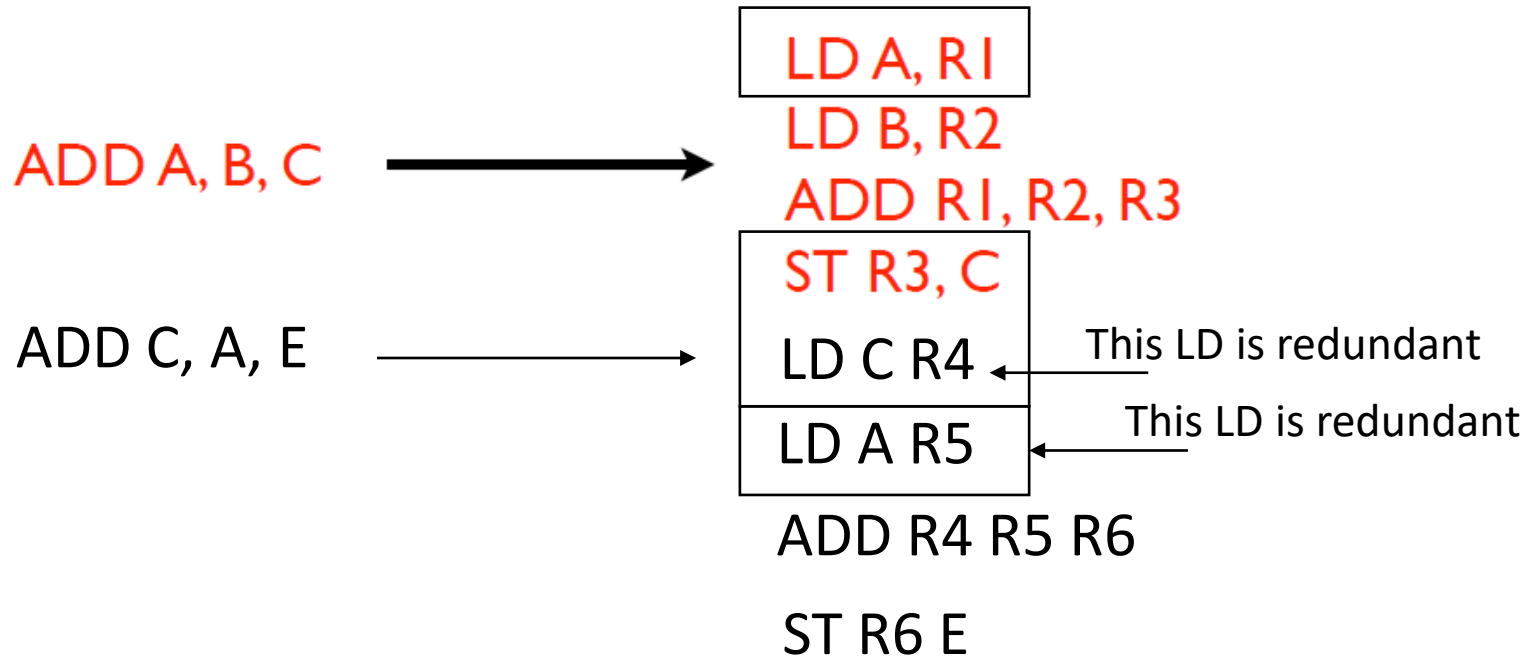 LD A, R1
LD B, R2
ADD A, B, C
ADD R1, R2, R3
ST R3, C
ADD C, A, E
LD C R4
This LD is redundant
LD A R5
This LD is redundant
ADD R4 R5 R6
ST R6 E